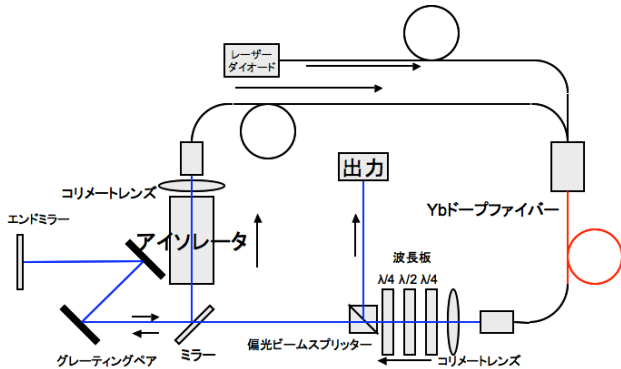 レーザー
ダイオード
コリメートレンズ
出力
Ybドープファイバー
エンドミラー
アイソレータ
波長板
λ/4 λ/2 λ/4
グレーティングペア
ミラー
偏光ビームスプリッター
コリメートレンズ